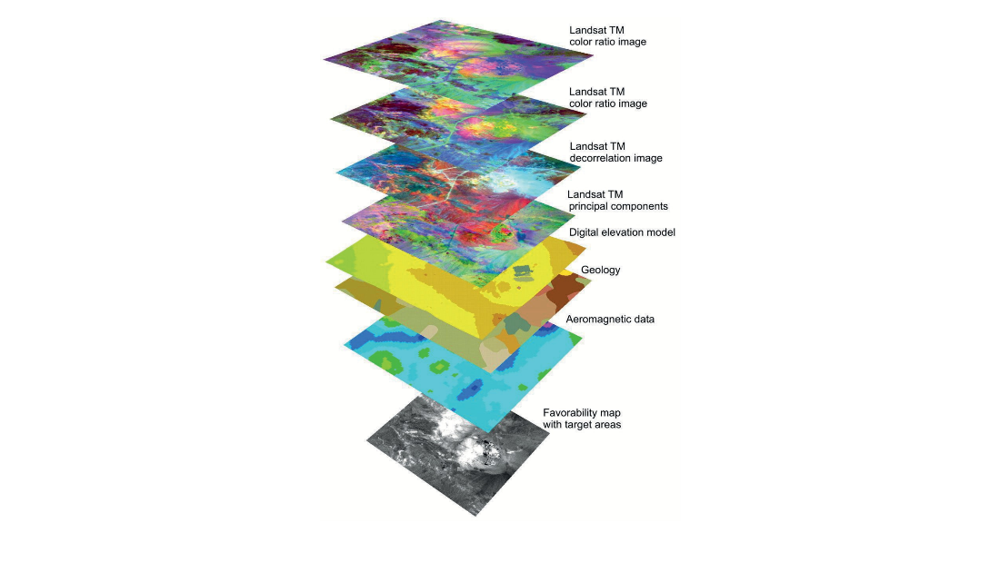 Landsat TM
color ratio image
Landsat TM
color ratio image
Landsat TM
decorrelation image
Landsat TM
principal components
Digital elevation model
Geology
Aeromagnetic data
Favorability map
with target areas